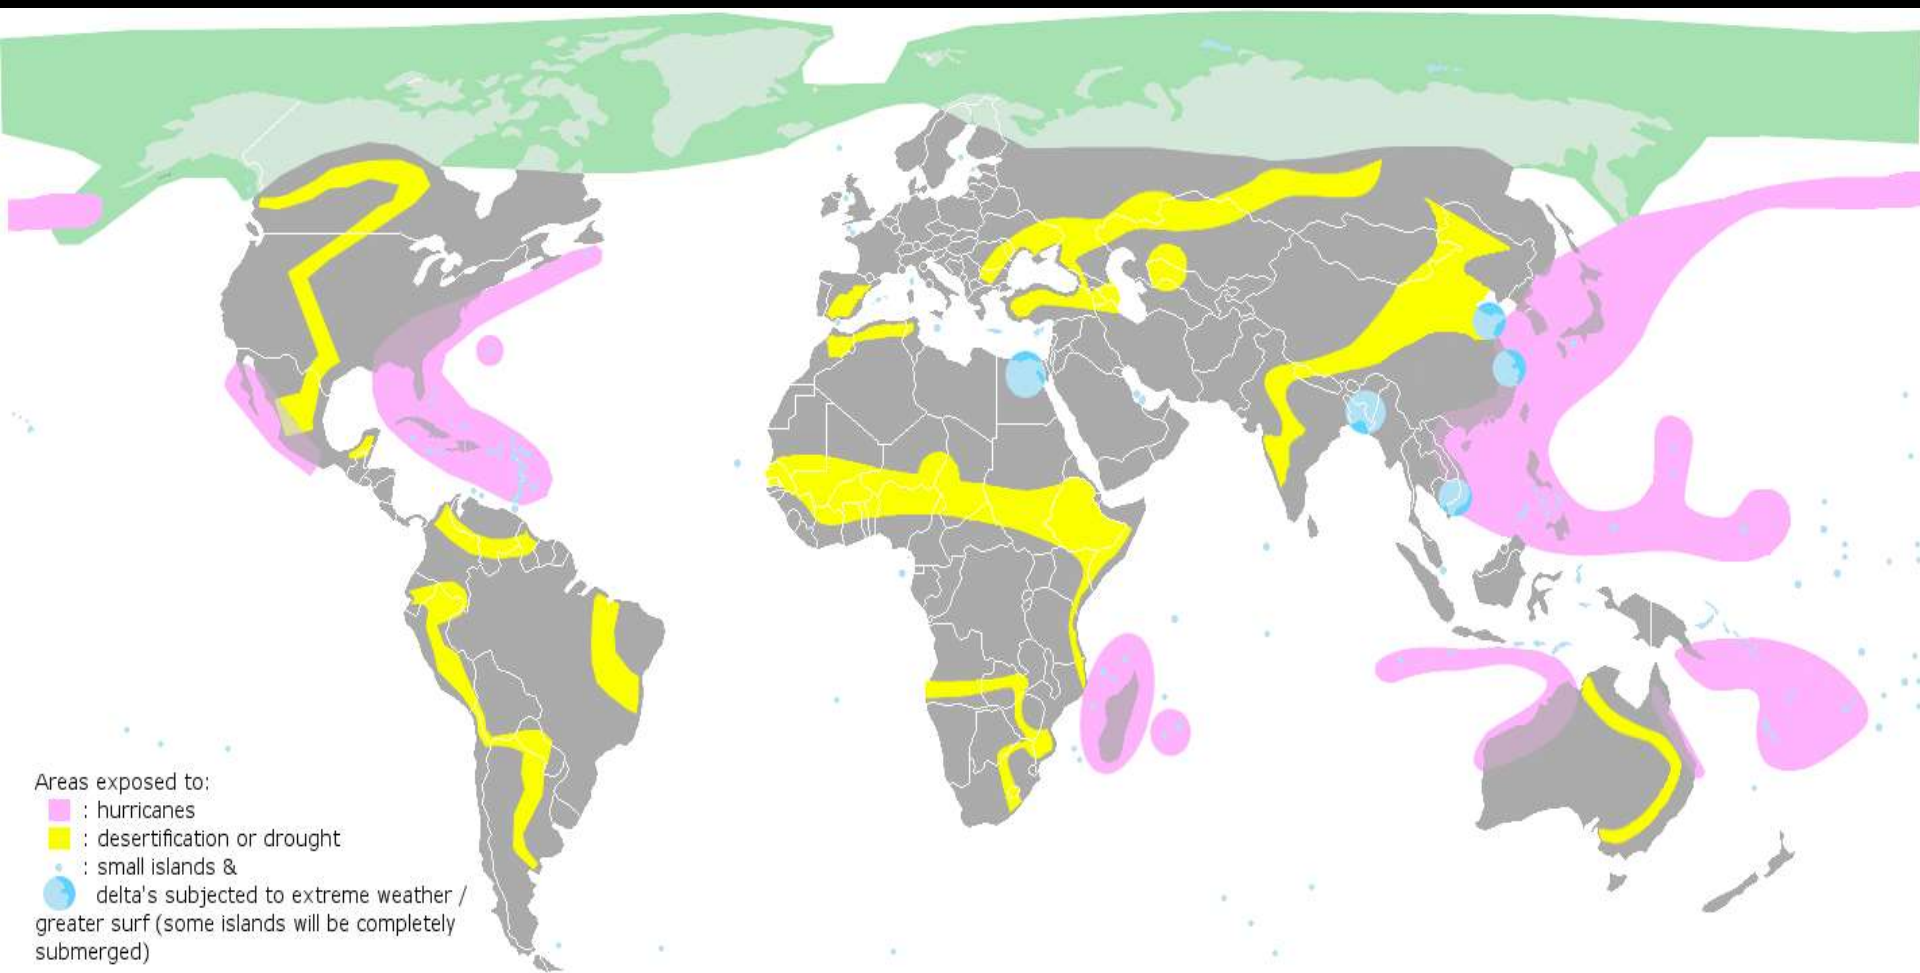 Areas exposed to:
: hurricanes
: desertification or drought
: small islands &
delta's subjected to extreme weather /
greater surf (some islands will be completely
submerged)